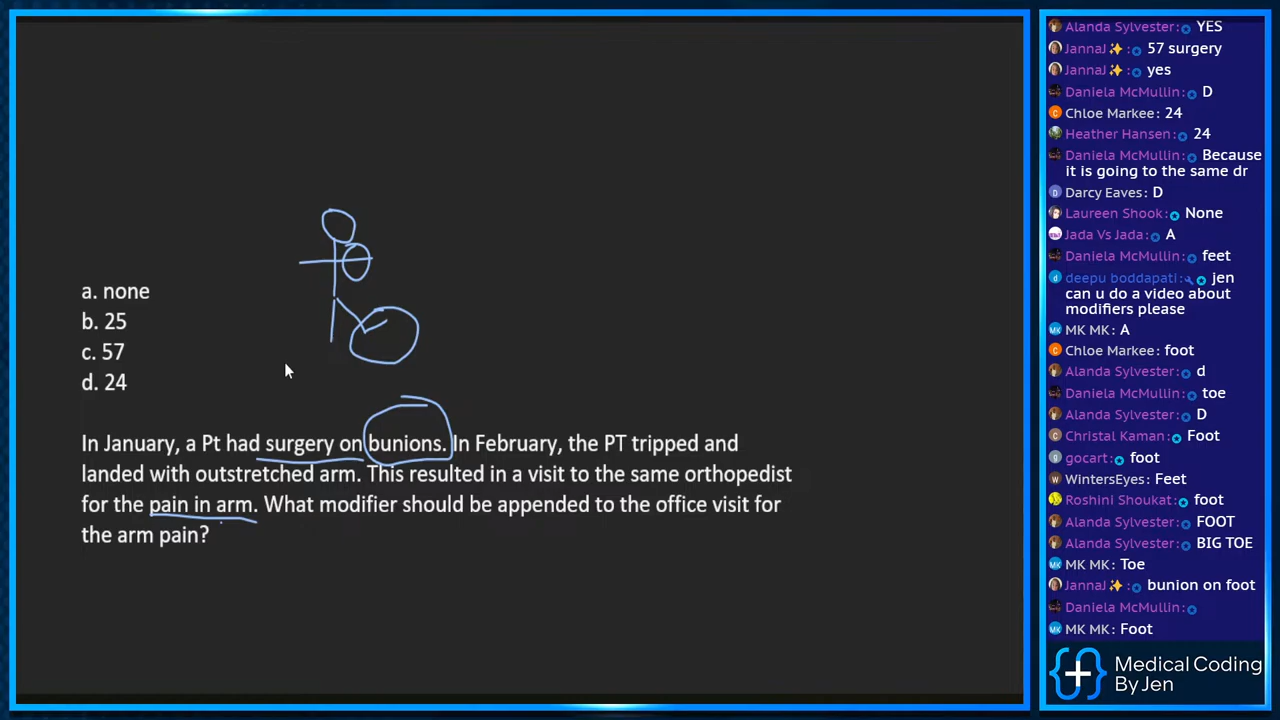 a. none
b. 25
c. 57
d. 24
In January, a Pt had surgery on bunions. In February, the PT tripped and
landed with outstretched arm. This resulted in a visit to the same orthopedist
for the pain in arm. What modifier should be appended to the office visit for
the arm pain?
Alanda Sylvester: YES
JannaJ✨: 57 surgery
JannaJ✨: yes
Daniela McMullin: D
Chloe Markee: 24
Heather Hansen: 24
Daniela McMullin: Because
it is going to the same dr
Darcy Eaves: D
Laureen Shook: None
Jada Vs Jada: A
Daniela McMullin: feet
deepu boddapati: jen
can u do a video about
modifiers please
MK MK: A
Chloe Markee: foot
Alanda Sylvester: d
Daniela McMullin: toe
Alanda Sylvester: D
Christal Kaman: Foot
gocart: foot
WintersEyes: Feet
Roshini Shoukat: foot
Alanda Sylvester: FOOT
Alanda Sylvester: BIG TOE
MK MK: Toe
JannaJ✨: bunion on foot
Daniela McMullin:
MK MK: Foot
Medical Coding
By Jen